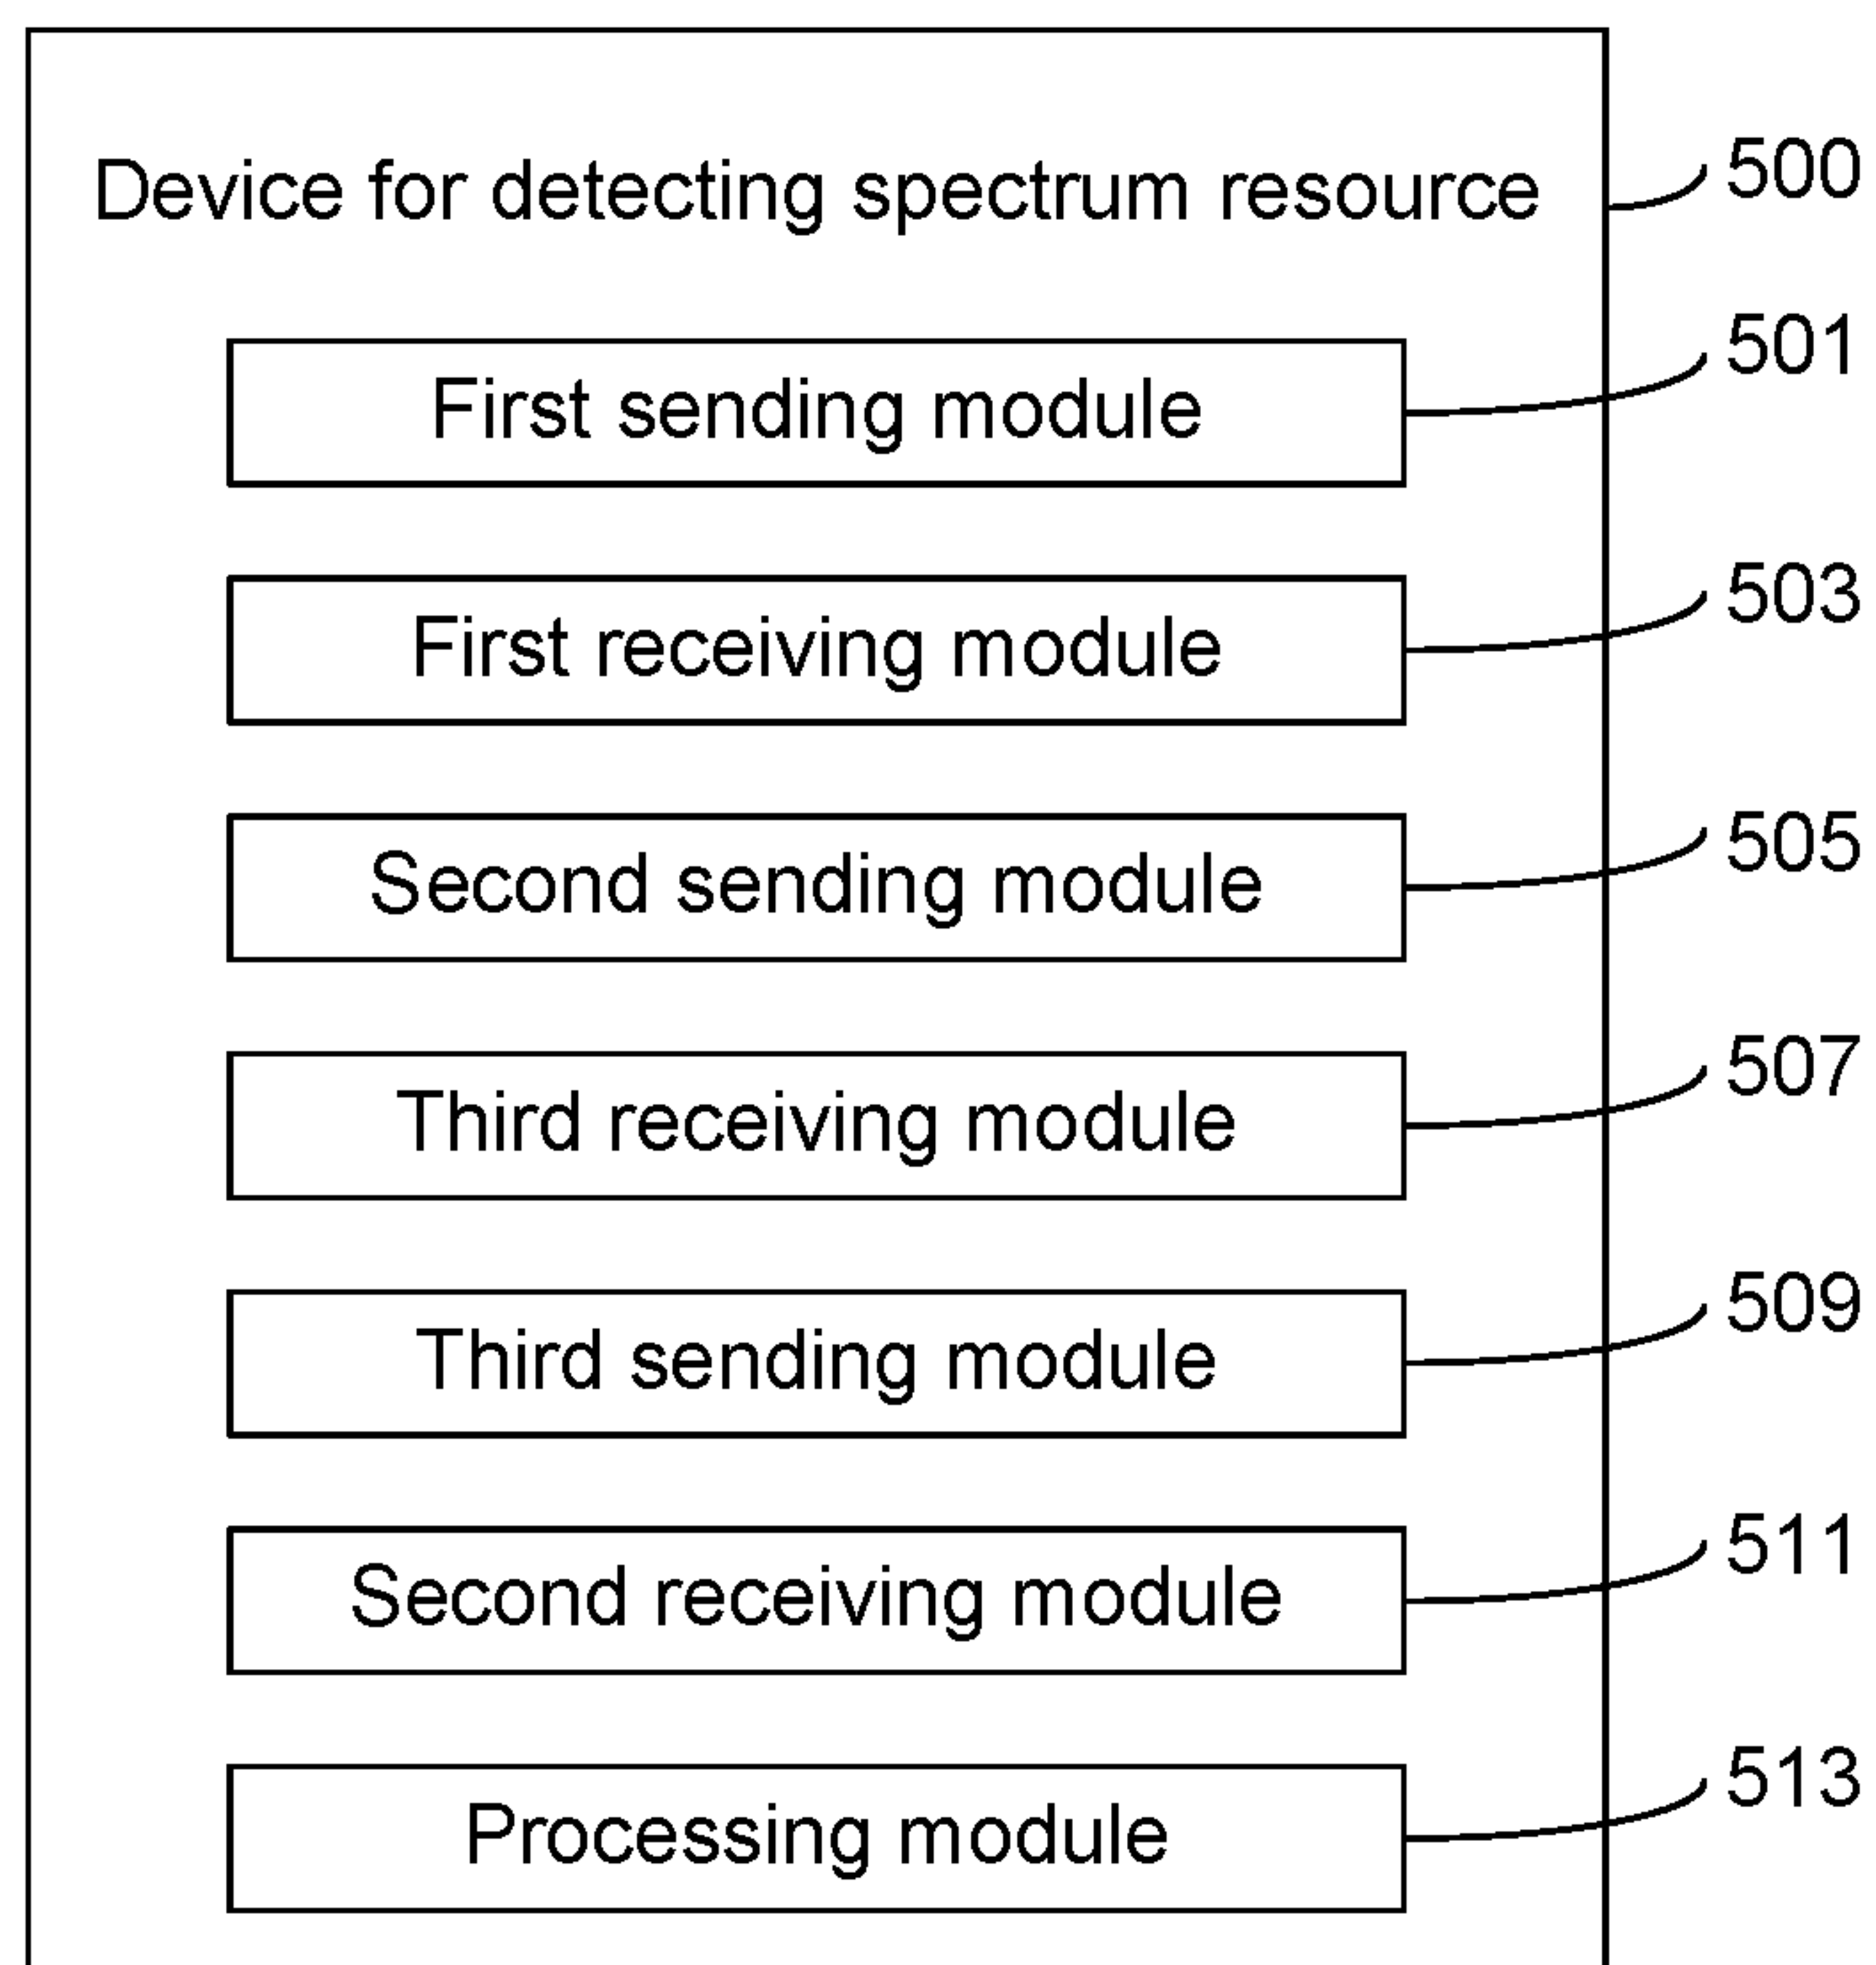 Device for detecting spectrum resource 500
First sending module 501
First receiving module 503
Second sending module 505
Third receiving module 507
Third sending module 509
Second receiving module 511
Processing module 513